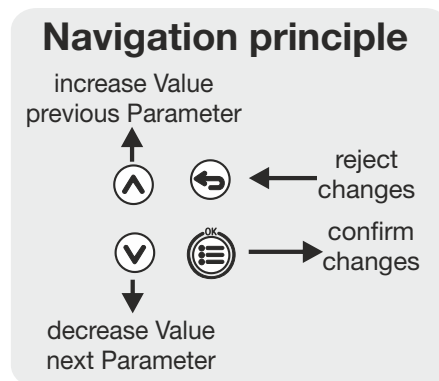 Navigation principle
increase Value
previous Parameter
reject
changes
OK
confirm
changes
decrease Value
next Parameter